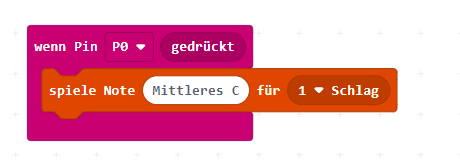 wenn Pin P0 gedrückt
spiele Note Mittleres C für 1 Schlag